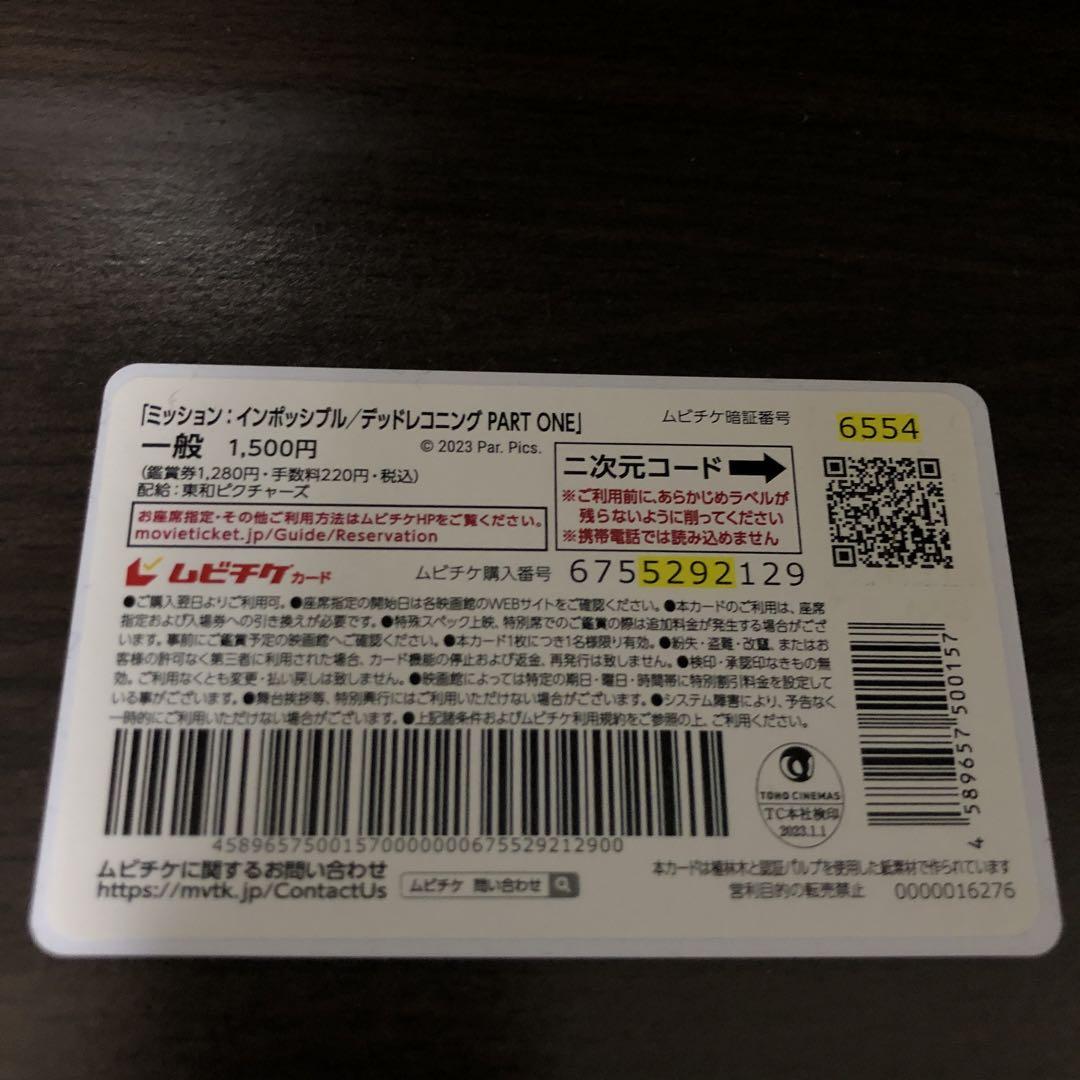 「ミッション：インポッシブル／デッドレコニング PART ONE」
ムビチケ暗証番号
6554
一般 1,500円
© 2023 Par. Pics.
(鑑賞券1,280円・手数料220円・税込)
配給：東和ピクチャーズ
二次元コード
※ご利用前に、あらかじめラベルが
残らないように削ってください
※携帯電話では読み込めません
お座席指定・その他ご利用方法はムビチケHPをご覧ください。
movieticket.jp/Guide/Reservation
ムビチケカード
ムビチケ購入番号 6755292129
●ご購入翌日よりご利用可。●座席指定の開始日は各映画館のWEBサイトをご確認ください。●本カードのご利用は、座席
指定および入場券への引き換えが必要です。●特殊スペック上映、特別席でのご鑑賞の際は追加料金が発生する場合がござ
います。事前にご鑑賞予定の映画館へご確認ください。●本カード1枚につき1名様限り有効。●紛失・盗難・改竄、またはお
客様の許可なく第三者に利用された場合、カード機能の停止および返金、再発行は致しません。●検印・承認印なきもの無
効。ご利用なくとも変更・払い戻しは致しません。●映画館によっては特定の期日・曜日・時間帯に特別割引料金を設定して
いる事がございます。●舞台挨拶等、特別興行にはご利用いただけない場合がございます。●システム障害により、予告なく
一時的にご利用いただけない場合がございます。●上記諸条件およびムビチケ利用規約をご参照の上、ご利用ください。
4589657500157000000067552921 2900
4 589657 500157
TOHO CINEMAS
TC本社検印
2023.1.1
ムビチケに関するお問い合わせ
https://mvtk.jp/ContactUs
ムビチケ 問い合わせ
本カードは植林木と認証パルプを使用した紙素材で作られています
営利目的の転売禁止 0000016276